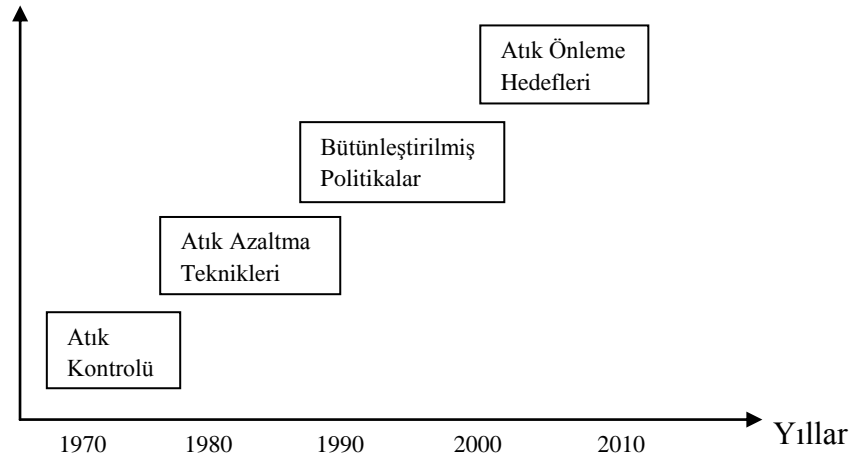 Atık Önleme
Hedefleri
Bütünleştirilmiş
Politikalar
Atık Azaltma
Teknikleri
Atık
Kontrolü
1970 1980 1990 2000 2010
Yıllar